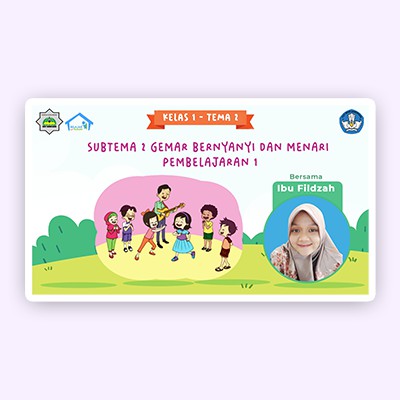 KELAS 1 - TEMA 2
SUBTEMA 2 GEMAR BERNYANYI DAN MENARI
PEMBELAJARAN 1
Bersama
Ibu Fildzah